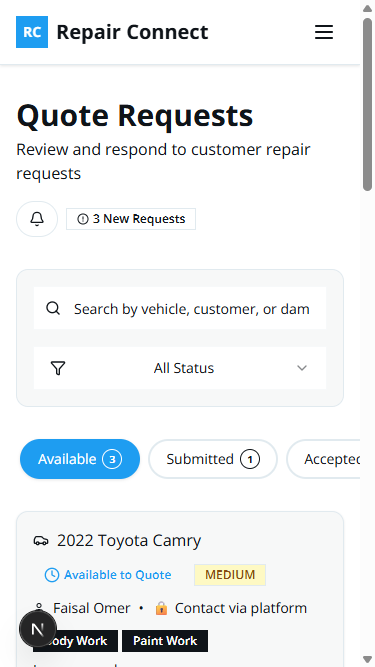 RC Repair Connect
Quote Requests
Review and respond to customer repair
requests
3 New Requests
Search by vehicle, customer, or dam
All Status
Available 3
Submitted 1
Accepted
2022 Toyota Camry
Available to Quote
MEDIUM
Faisal Omer • 🔒 Contact via platform
N
ody Work
Paint Work